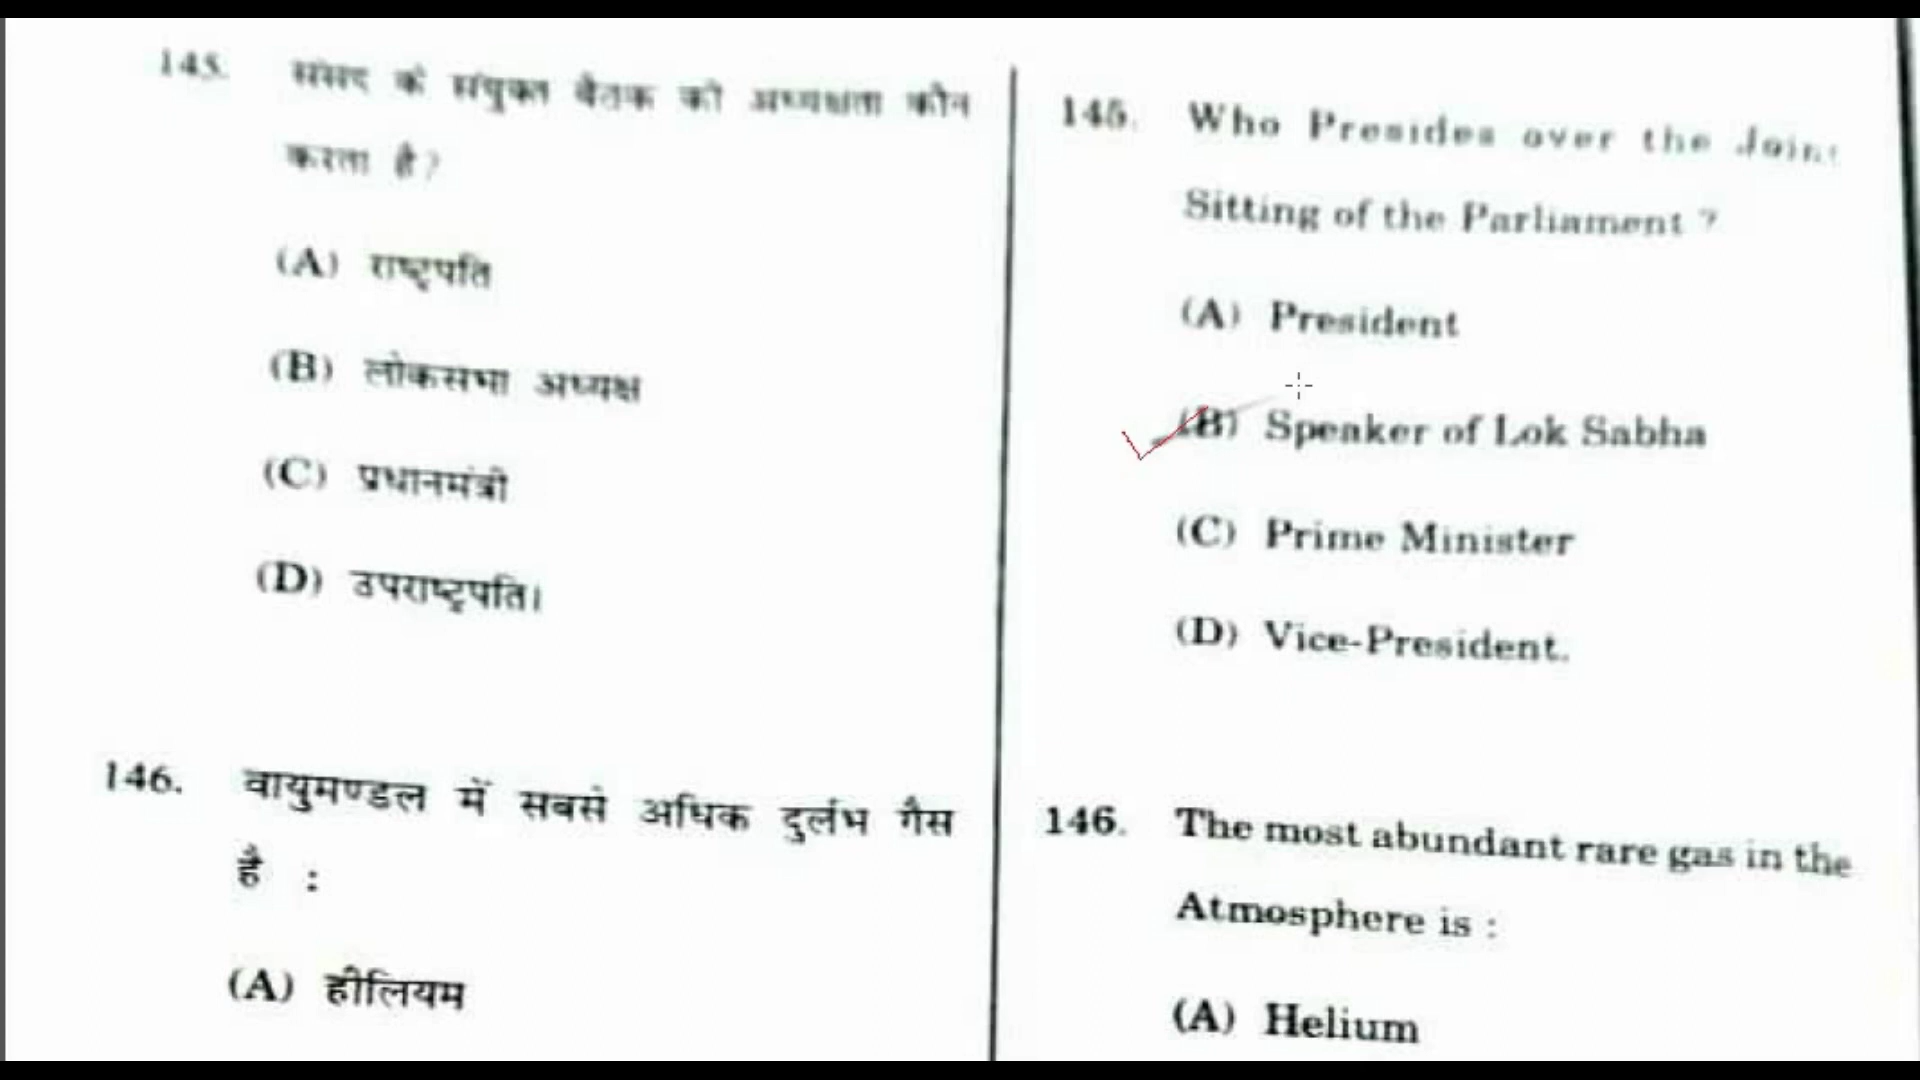 145. संसद के संयुक्त बैठक की अध्यक्षता कौन
करता है?
(A) राष्ट्रपति
(B) लोकसभा अध्यक्ष
(C) प्रधानमंत्री
(D) उपराष्ट्रपति।
146. वायुमण्डल में सबसे अधिक दुर्लभ गैस
है :
(A) हीलियम
145. Who Presides over the Joint
Sitting of the Parliament ?
(A) President
(B) Speaker of Lok Sabha
(C) Prime Minister
(D) Vice-President.
146. The most abundant rare gas in the
Atmosphere is :
(A) Helium